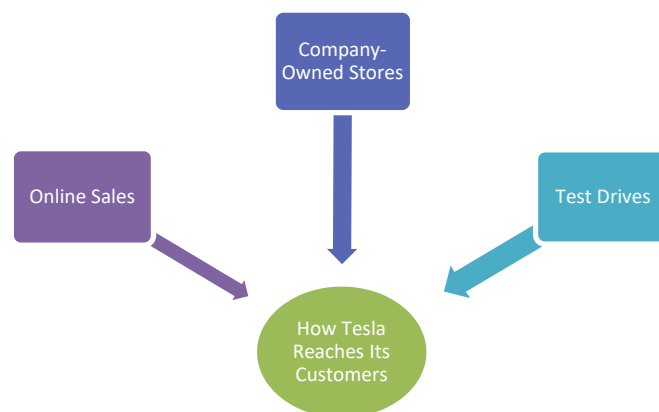 Company-
Owned Stores
Online Sales
Test Drives
How Tesla
Reaches Its
Customers